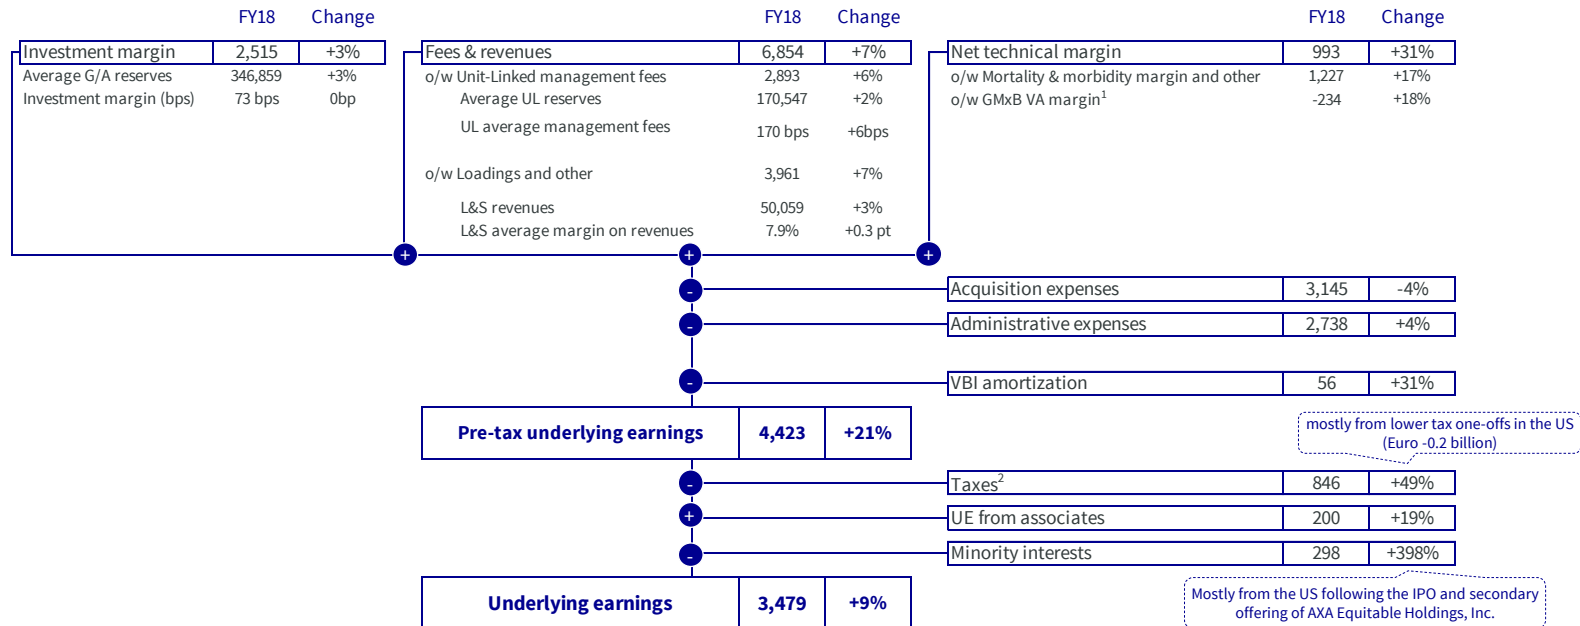 FY18 Change
Investment margin 2,515 +3%
Average G/A reserves 346,859 +3%
Investment margin (bps) 73 bps 0bp
FY18 Change
Fees & revenues 6,854 +7%
o/w Unit-Linked management fees 2,893 +6%
Average UL reserves 170,547 +2%
UL average management fees 170 bps +6bps
o/w Loadings and other 3,961 +7%
L&S revenues 50,059 +3%
L&S average margin on revenues 7.9% +0.3 pt
FY18 Change
Net technical margin 993 +31%
o/w Mortality & morbidity margin and other 1,227 +17%
o/w GMxB VA margin1 -234 +18%
+ + +
- Acquisition expenses 3,145 -4%
- Administrative expenses 2,738 +4%
- VBI amortization 56 +31%
Pre-tax underlying earnings 4,423 +21%
mostly from lower tax one-offs in the US
(Euro -0.2 billion)
- Taxes2 846 +49%
+ UE from associates 200 +19%
- Minority interests 298 +398%
Underlying earnings 3,479 +9%
Mostly from the US following the IPO and secondary
offering of AXA Equitable Holdings, Inc.